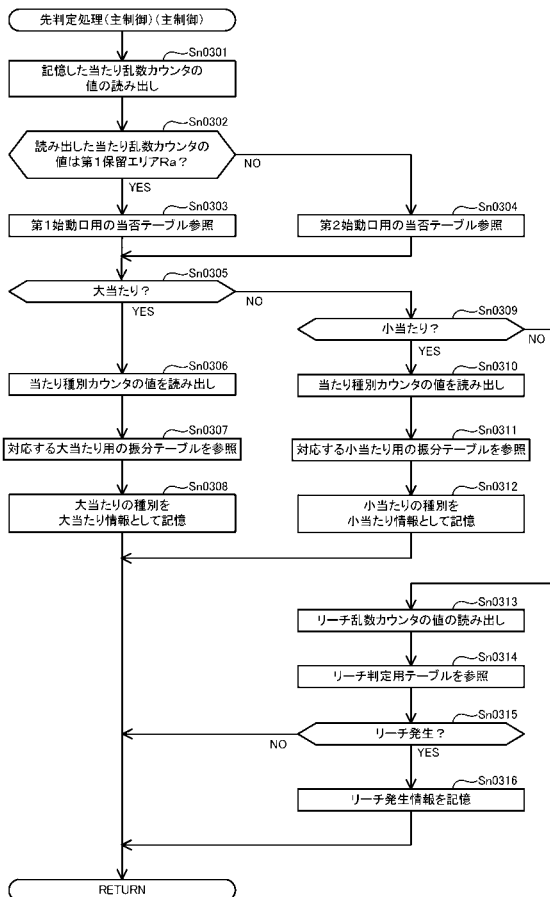 先判定処理(主制御)(主制御)
Sn0301
記憶した当たり乱数カウンタの
値の読み出し
Sn0302
読み出した当たり乱数カウンタの
値は第1保留エリアRa?
NO
YES
Sn0303
第1始動口用の当否テーブル参照
Sn0304
第2始動口用の当否テーブル参照
Sn0305
大当たり?
NO
YES
Sn0309
小当たり?
NO
YES
Sn0306
当たり種別カウンタの値を読み出し
Sn0310
当たり種別カウンタの値を読み出し
Sn0307
対応する大当たり用の振分テーブルを参照
Sn0311
対応する小当たり用の振分テーブルを参照
Sn0308
大当たりの種別を
大当たり情報として記憶
Sn0312
小当たりの種別を
小当たり情報として記憶
Sn0313
リーチ乱数カウンタの値の読み出し
Sn0314
リーチ判定用テーブルを参照
Sn0315
リーチ発生?
NO
YES
Sn0316
リーチ発生情報を記憶
RETURN